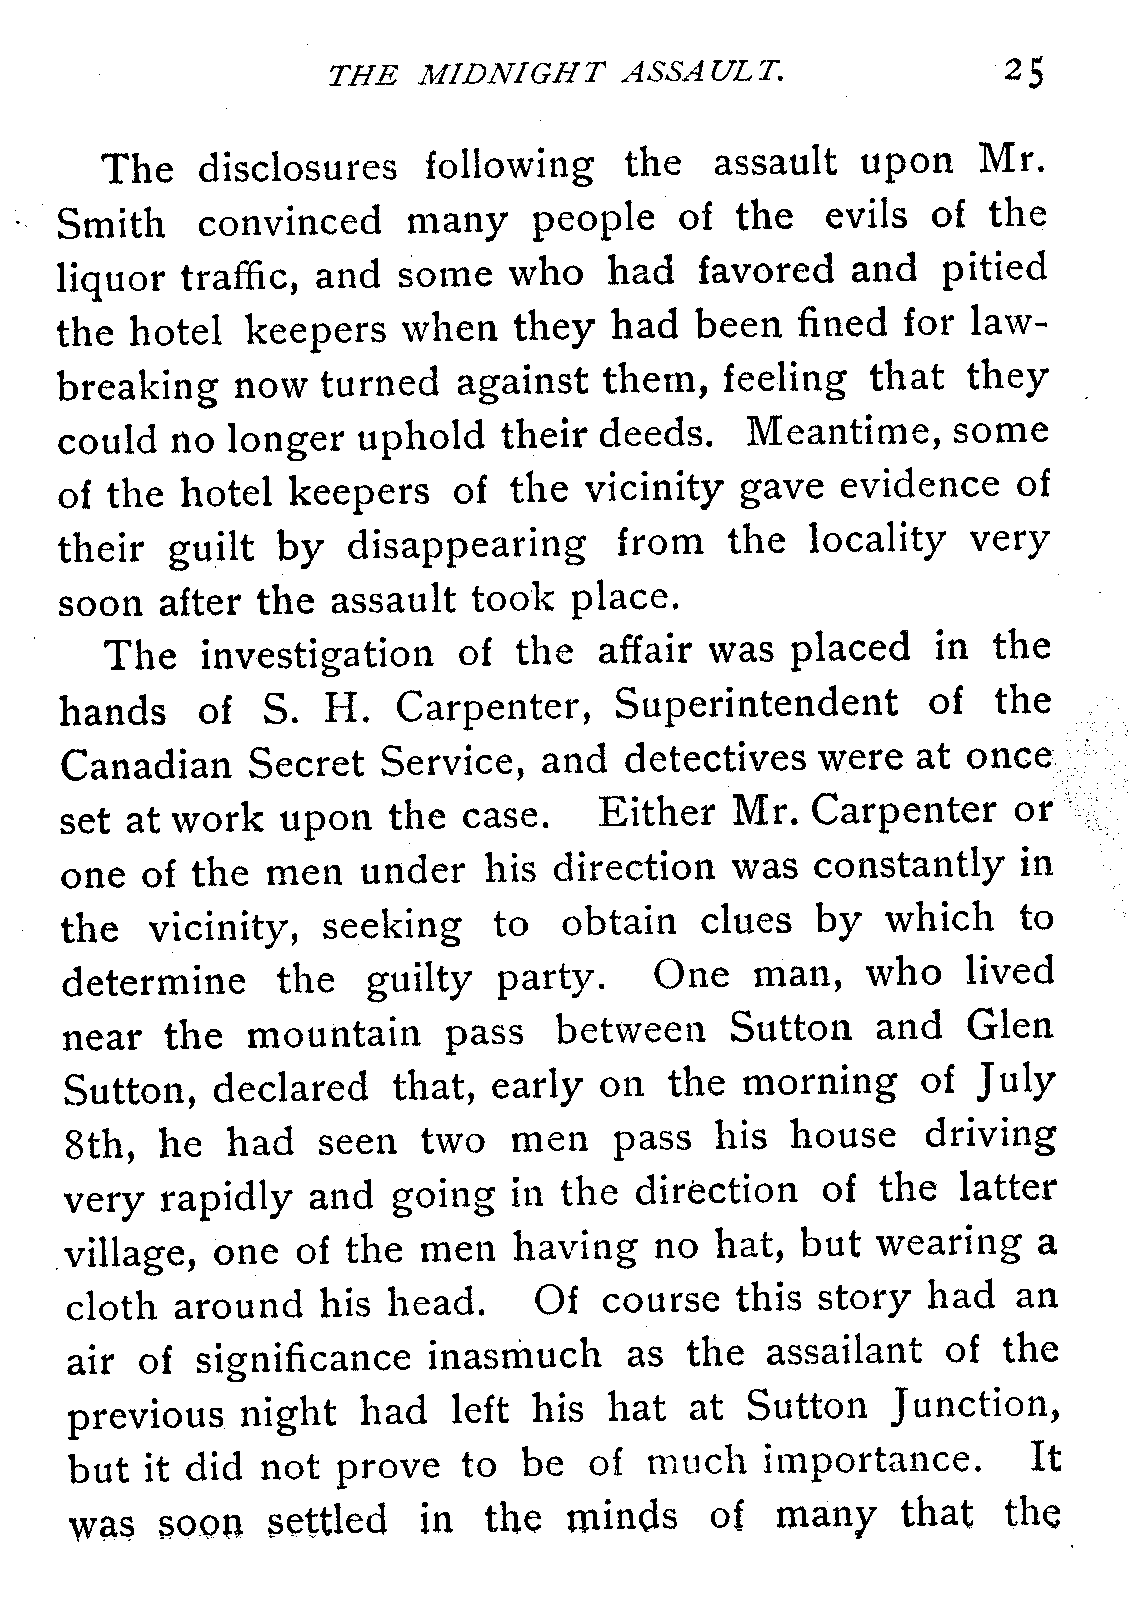 THE MIDNIGHT ASSAULT. 25
The disclosures following the assault upon Mr.
Smith convinced many people of the evils of the
liquor traffic, and some who had favored and pitied
the hotel keepers when they had been fined for law-
breaking now turned against them, feeling that they
could no longer uphold their deeds. Meantime, some
of the hotel keepers of the vicinity gave evidence of
their guilt by disappearing from the locality very
soon after the assault took place.
The investigation of the affair was placed in the
hands of S. H. Carpenter, Superintendent of the
Canadian Secret Service, and detectives were at once
set at work upon the case. Either Mr. Carpenter or
one of the men under his direction was constantly in
the vicinity, seeking to obtain clues by which to
determine the guilty party. One man, who lived
near the mountain pass between Sutton and Glen
Sutton, declared that, early on the morning of July
8th, he had seen two men pass his house driving
very rapidly and going in the direction of the latter
village, one of the men having no hat, but wearing a
cloth around his head. Of course this story had an
air of significance inasmuch as the assailant of the
previous night had left his hat at Sutton Junction,
but it did not prove to be of much importance. It
was soon settled in the minds of many that the